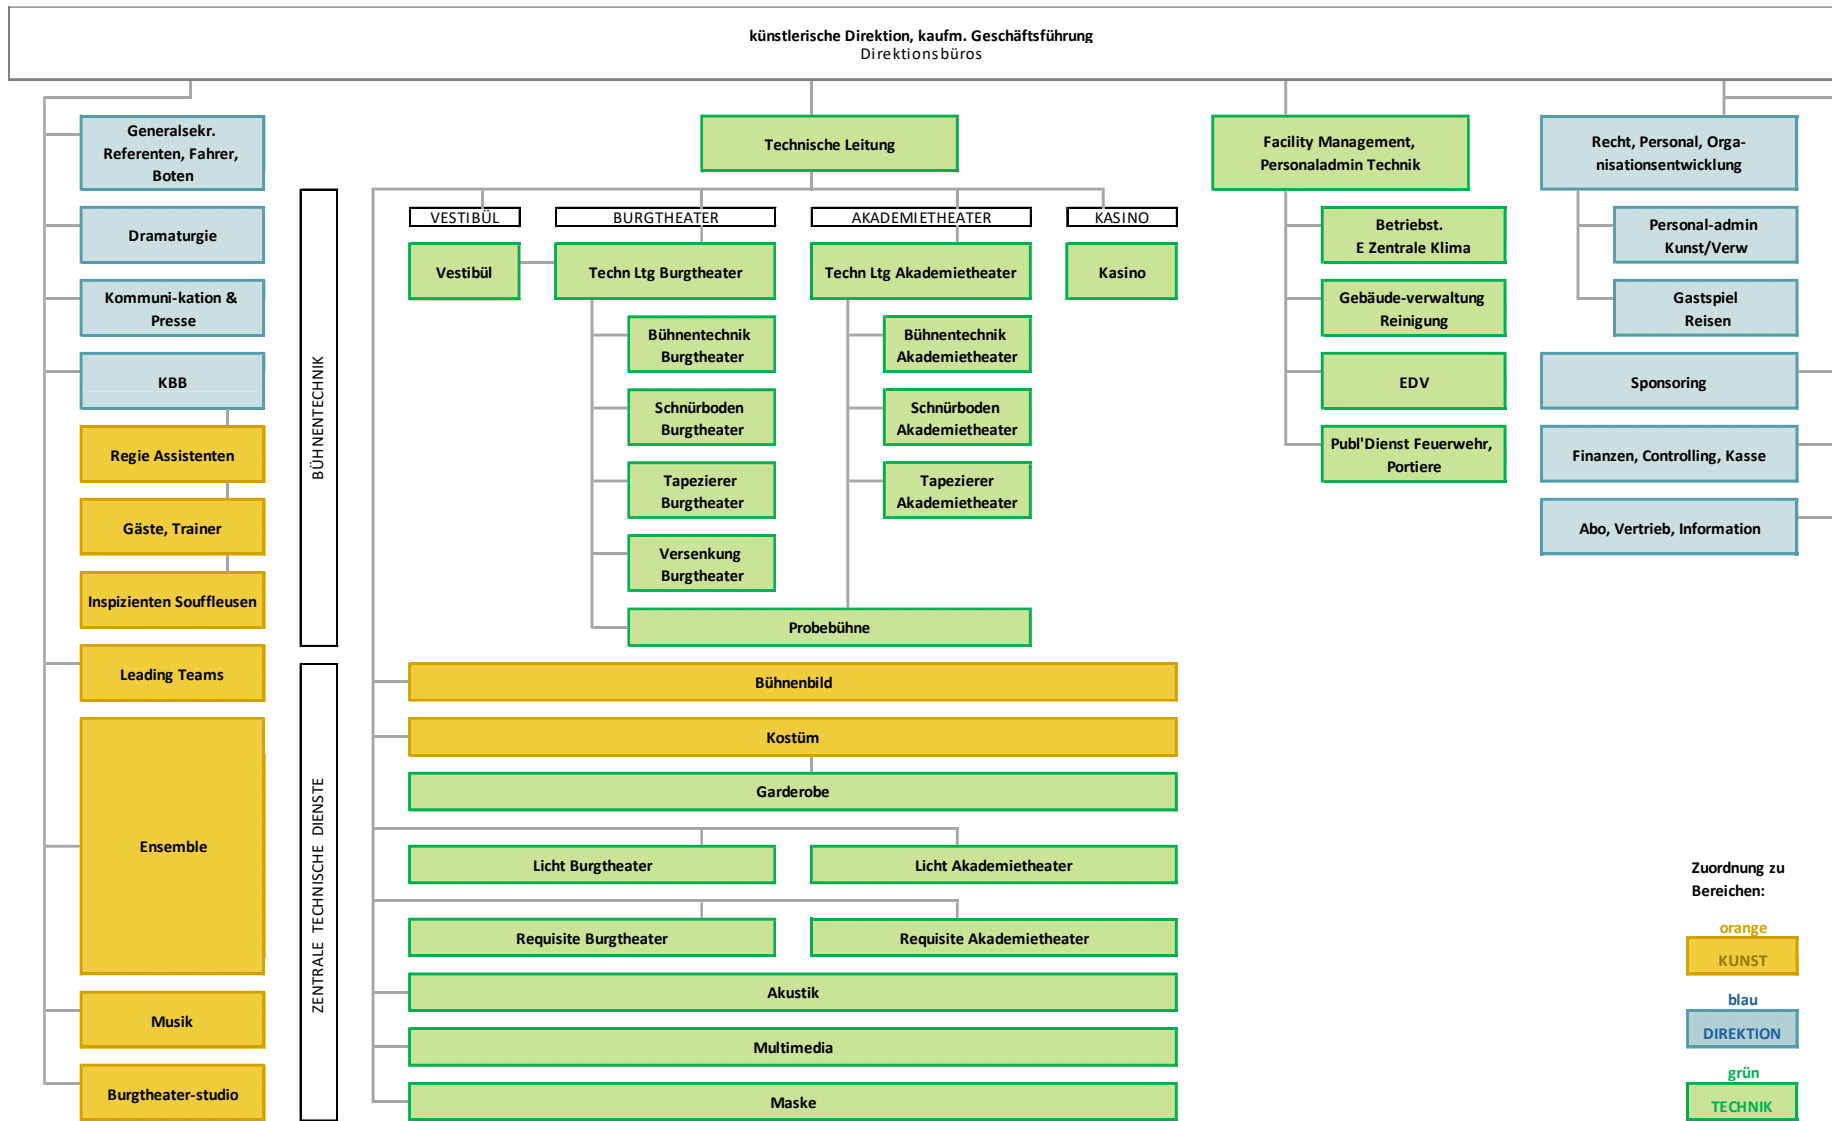 künstlerische Direktion, kaufm. Geschäftsführung
Direktionsbüros
Generalsekr.
Referenten, Fahrer,
Boten
Dramaturgie
Kommuni-kation &
Presse
KBB
Regie Assistenten
Gäste, Trainer
Inspizienten Souffleusen
Leading Teams
Ensemble
Musik
Burgtheater-studio
BÜHNENTECHNIK
ZENTRALE TECHNISCHE DIENSTE
Technische Leitung
VESTIBÜL
BURGTHEATER
AKADEMIETHEATER
KASINO
Vestibül
Techn Ltg Burgtheater
Techn Ltg Akademietheater
Kasino
Bühnentechnik
Burgtheater
Bühnentechnik
Akademietheater
Schnürboden
Burgtheater
Schnürboden
Akademietheater
Tapezierer
Burgtheater
Tapezierer
Akademietheater
Versenkung
Burgtheater
Probebühne
Bühnenbild
Kostüm
Garderobe
Licht Burgtheater
Licht Akademietheater
Requisite Burgtheater
Requisite Akademietheater
Akustik
Multimedia
Maske
Facility Management,
Personaladmin Technik
Betriebst.
E Zentrale Klima
Gebäude-verwaltung
Reinigung
EDV
Publ'Dienst Feuerwehr,
Portiere
Recht, Personal, Orga-
nisationsentwicklung
Personal-admin
Kunst/Verw
Gastspiel
Reisen
Sponsoring
Finanzen, Controlling, Kasse
Abo, Vertrieb, Information
Zuordnung zu
Bereichen:
orange
KUNST
blau
DIREKTION
grün
TECHNIK